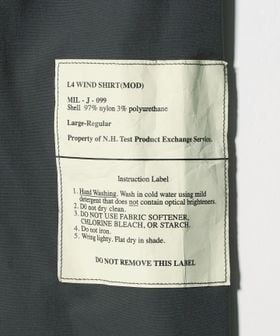 L4 WIND SHIRT(MOD)
MIL - J - 099
Shell 97% nylon 3% polyurethane
Large-Regular
Property of N.H. Test Product Exchange Service.
Instruction Label
1. Hand Washing. Wash in cold water using mild
detergent that does not contain optical brighteners.
2. Do not dry clean.
3. DO NOT USE FABRIC SOFTENER,
CHLORINE BLEACH, OR STARCH.
4. Do not iron.
5. Wring lightly. Flat dry in shade.
DO NOT REMOVE THIS LABEL